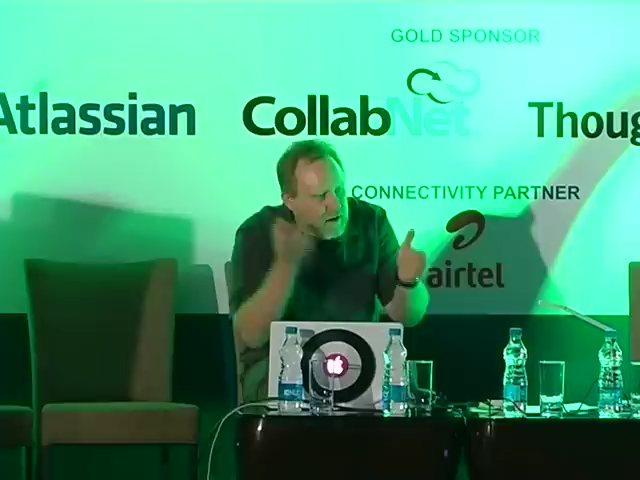 GOLD SPONSOR
Atlassian
CollabNet
Thoug
CONNECTIVITY PARTNER
airtel